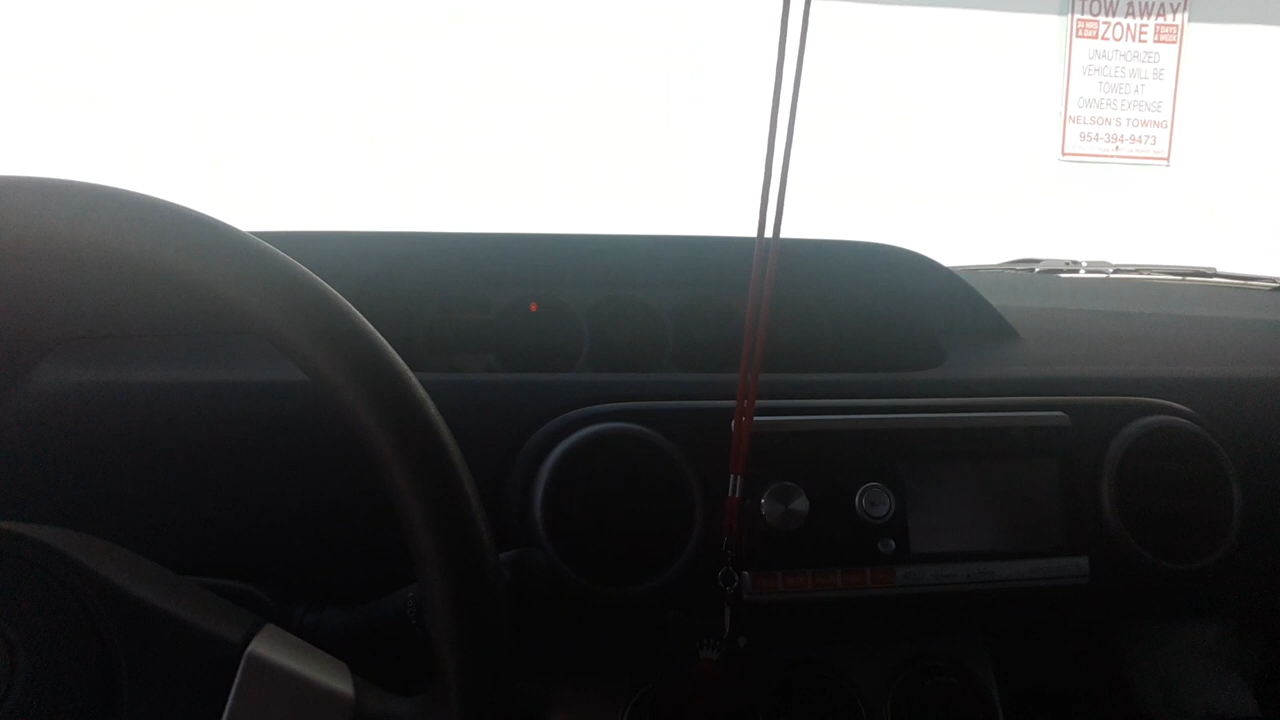 TOW AWAY
24 HRS
A DAY
ZONE
7 DAYS
A WEEK
UNAUTHORIZED
VEHICLES WILL BE
TOWED AT
OWNERS EXPENSE
NELSON'S TOWING
954-394-9473